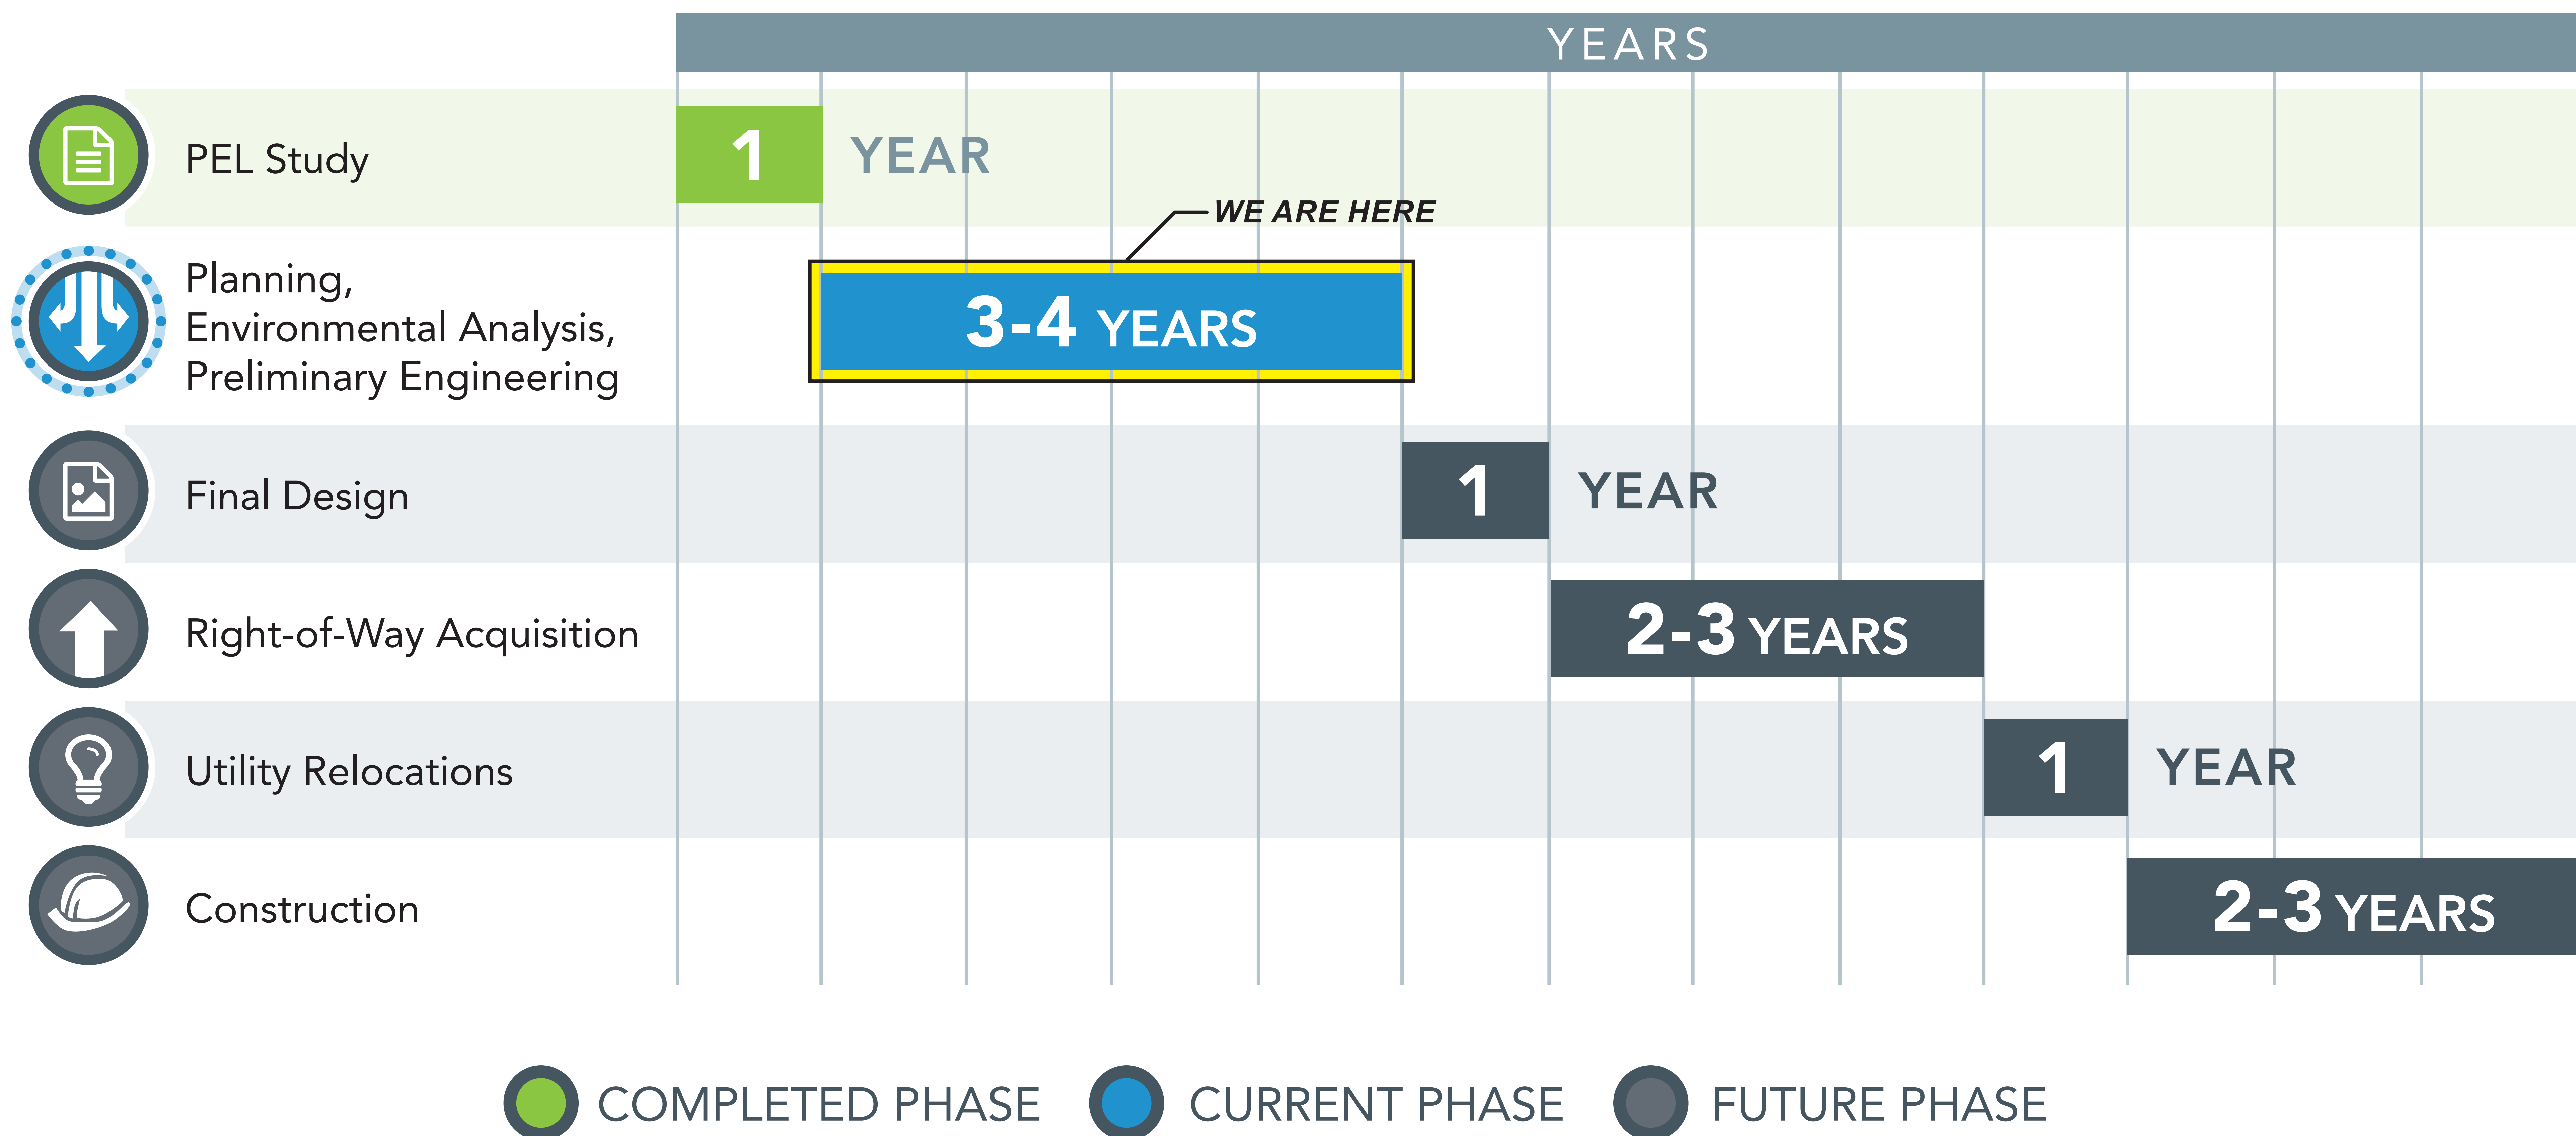 YEARS
PEL Study
1 YEAR
WE ARE HERE
Planning,
Environmental Analysis,
Preliminary Engineering
3-4 YEARS
Final Design
1 YEAR
Right-of-Way Acquisition
2-3 YEARS
Utility Relocations
1 YEAR
Construction
2-3 YEARS
COMPLETED PHASE
CURRENT PHASE
FUTURE PHASE